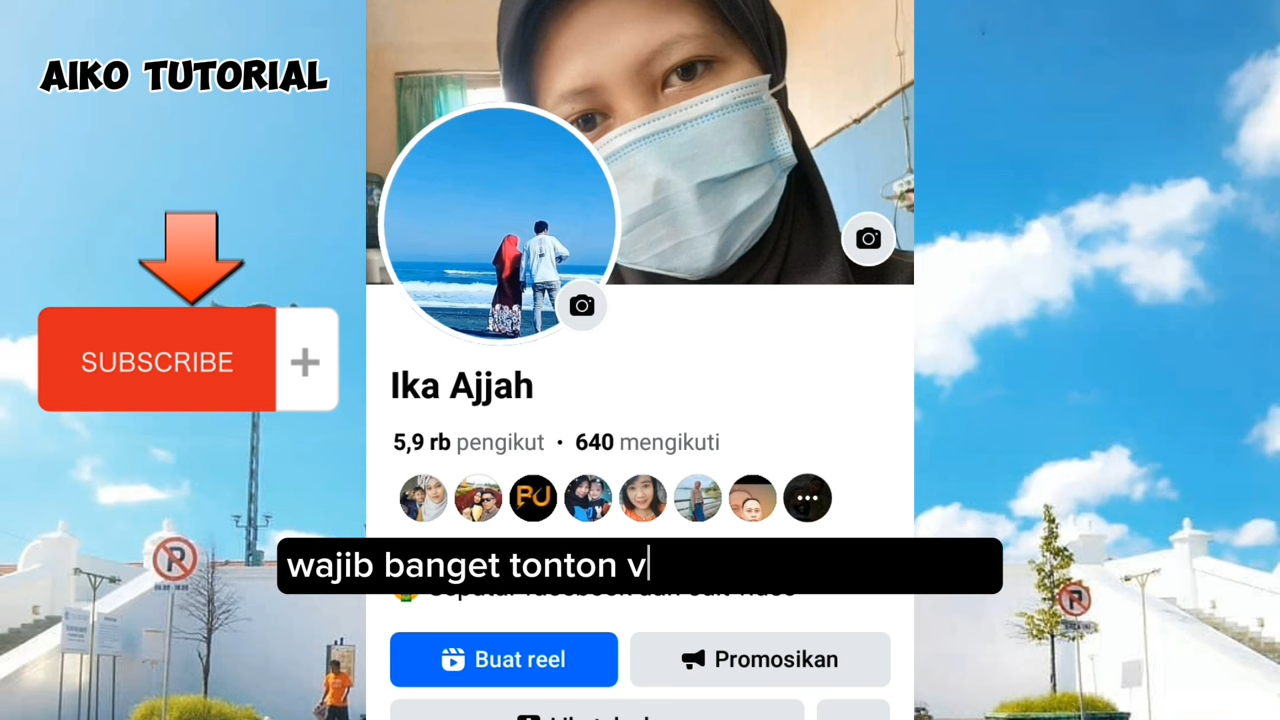 AIKO TUTORIAL
SUBSCRIBE
Ika Ajjah
5,9 rb pengikut • 640 mengikuti
wajib banget tonton v
Buat reel
Promosikan